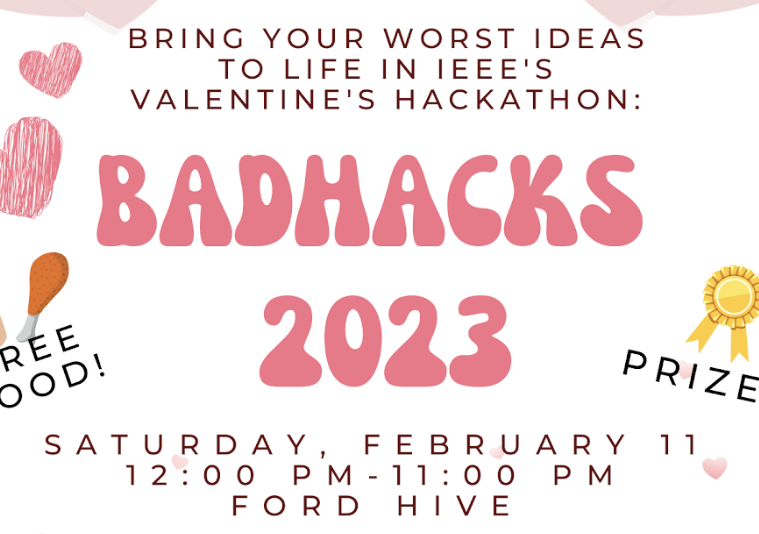 BRING YOUR WORST IDEAS
TO LIFE IN IEEE'S
VALENTINE'S HACKATHON:
BADHACKS
2023
REE
OOD!
PRIZE
SATURDAY, FEBRUARY 11
12:00 PM-11:00 PM
FORD HIVE